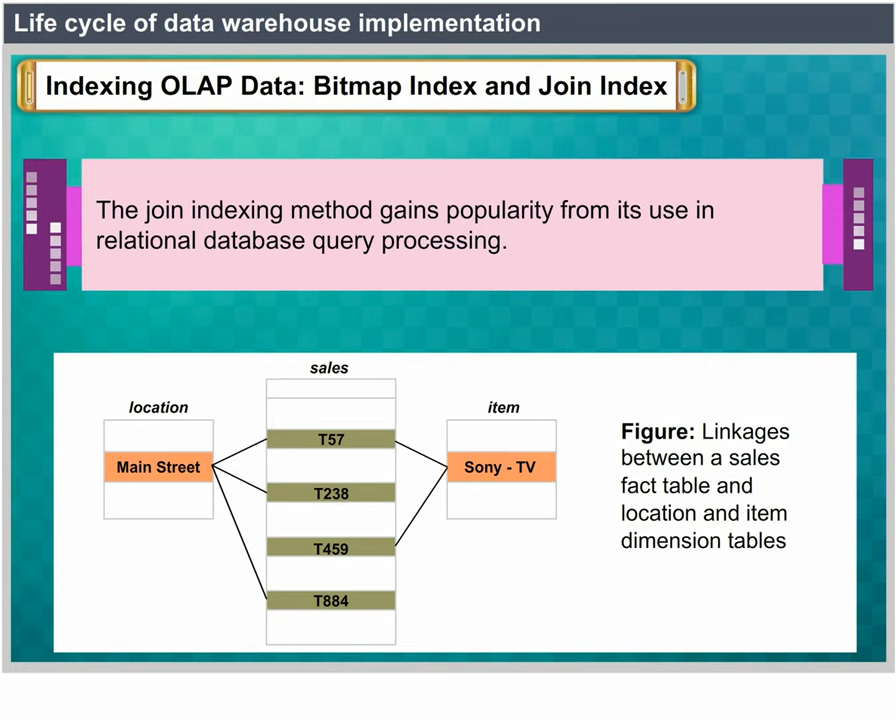 Life cycle of data warehouse implementation
Indexing OLAP Data: Bitmap Index and Join Index
The join indexing method gains popularity from its use in
relational database query processing.
sales
location
item
T57
Main Street
Sony - TV
T238
T459
T884
Figure: Linkages
between a sales
fact table and
location and item
dimension tables